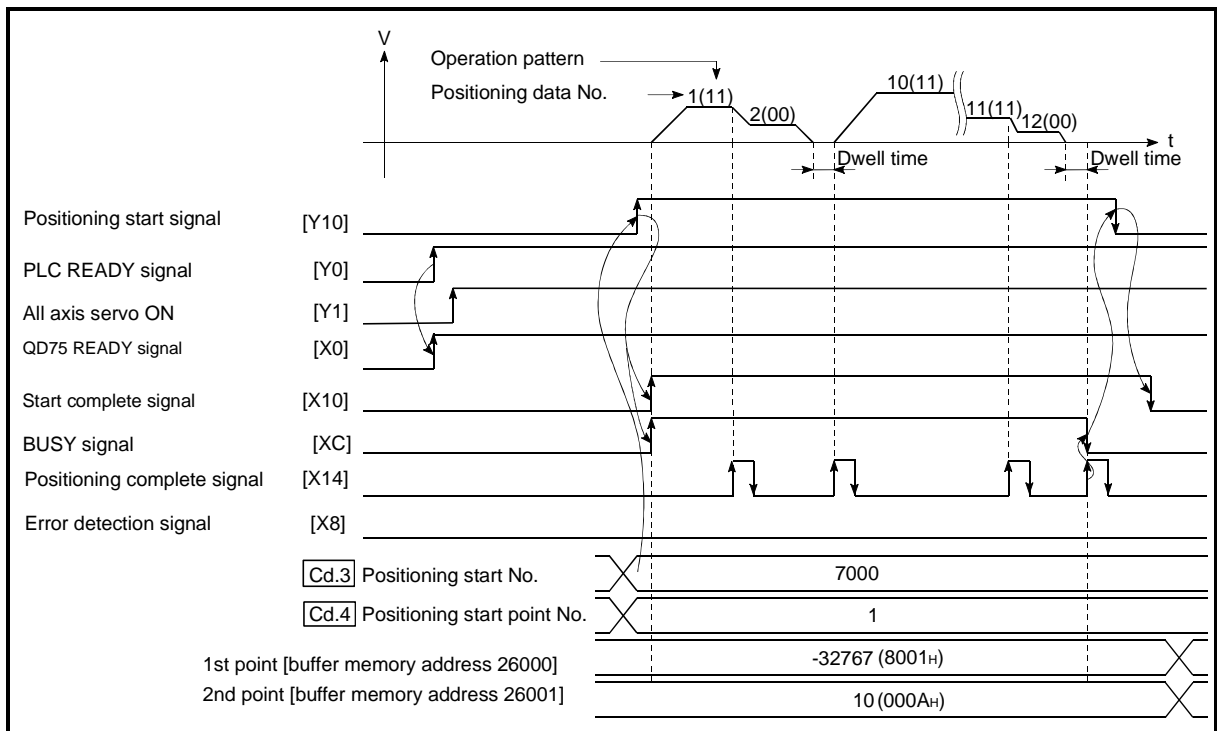 V
Operation pattern
Positioning data No.
1(11)
2(00)
10(11)
11(11)
12(00)
t
Dwell time
Dwell time
Positioning start signal [Y10]
PLC READY signal [Y0]
All axis servo ON [Y1]
QD75 READY signal [X0]
Start complete signal [X10]
BUSY signal [XC]
Positioning complete signal [X14]
Error detection signal [X8]
Cd.3 Positioning start No. 7000
Cd.4 Positioning start point No. 1
1st point [buffer memory address 26000] -32767 (8001H)
2nd point [buffer memory address 26001] 10 (000AH)